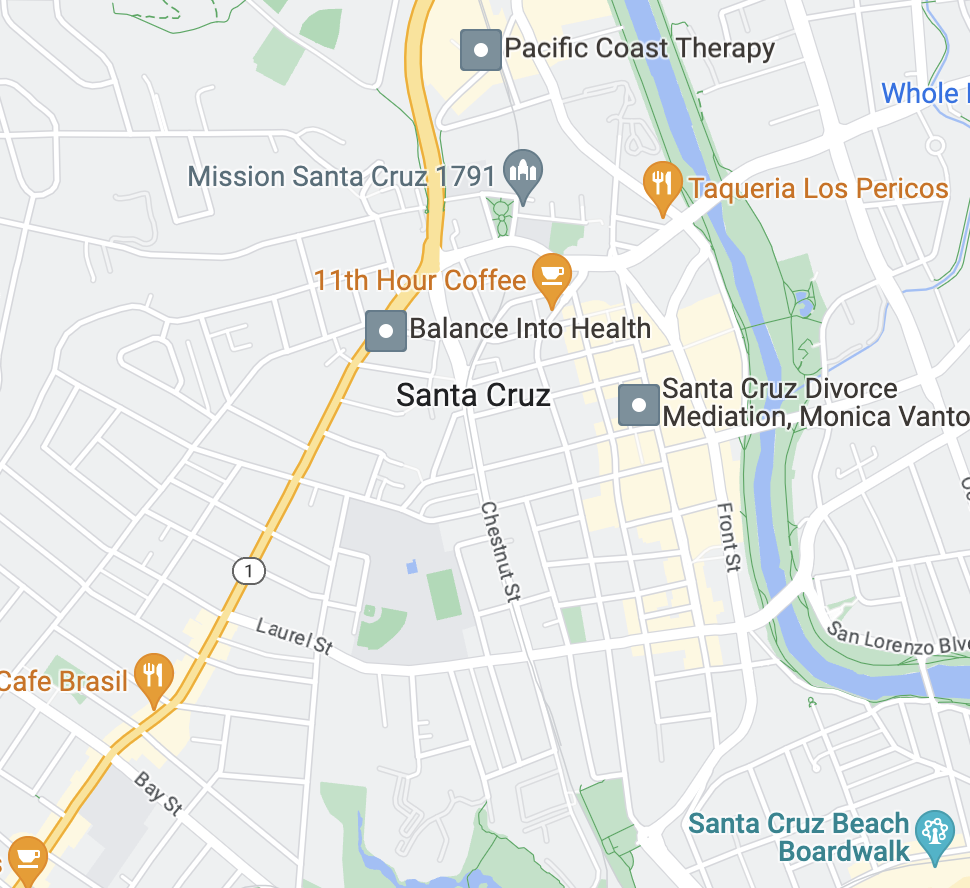 Pacific Coast Therapy
Whole
Mission Santa Cruz 1791
Taqueria Los Pericos
11th Hour Coffee
Balance Into Health
Santa Cruz
Santa Cruz Divorce
Mediation, Monica Vanto
Chestnut St
Front St
1
Laurel St
San Lorenzo Blv
Cafe Brasil
Bay St
Santa Cruz Beach
Boardwalk